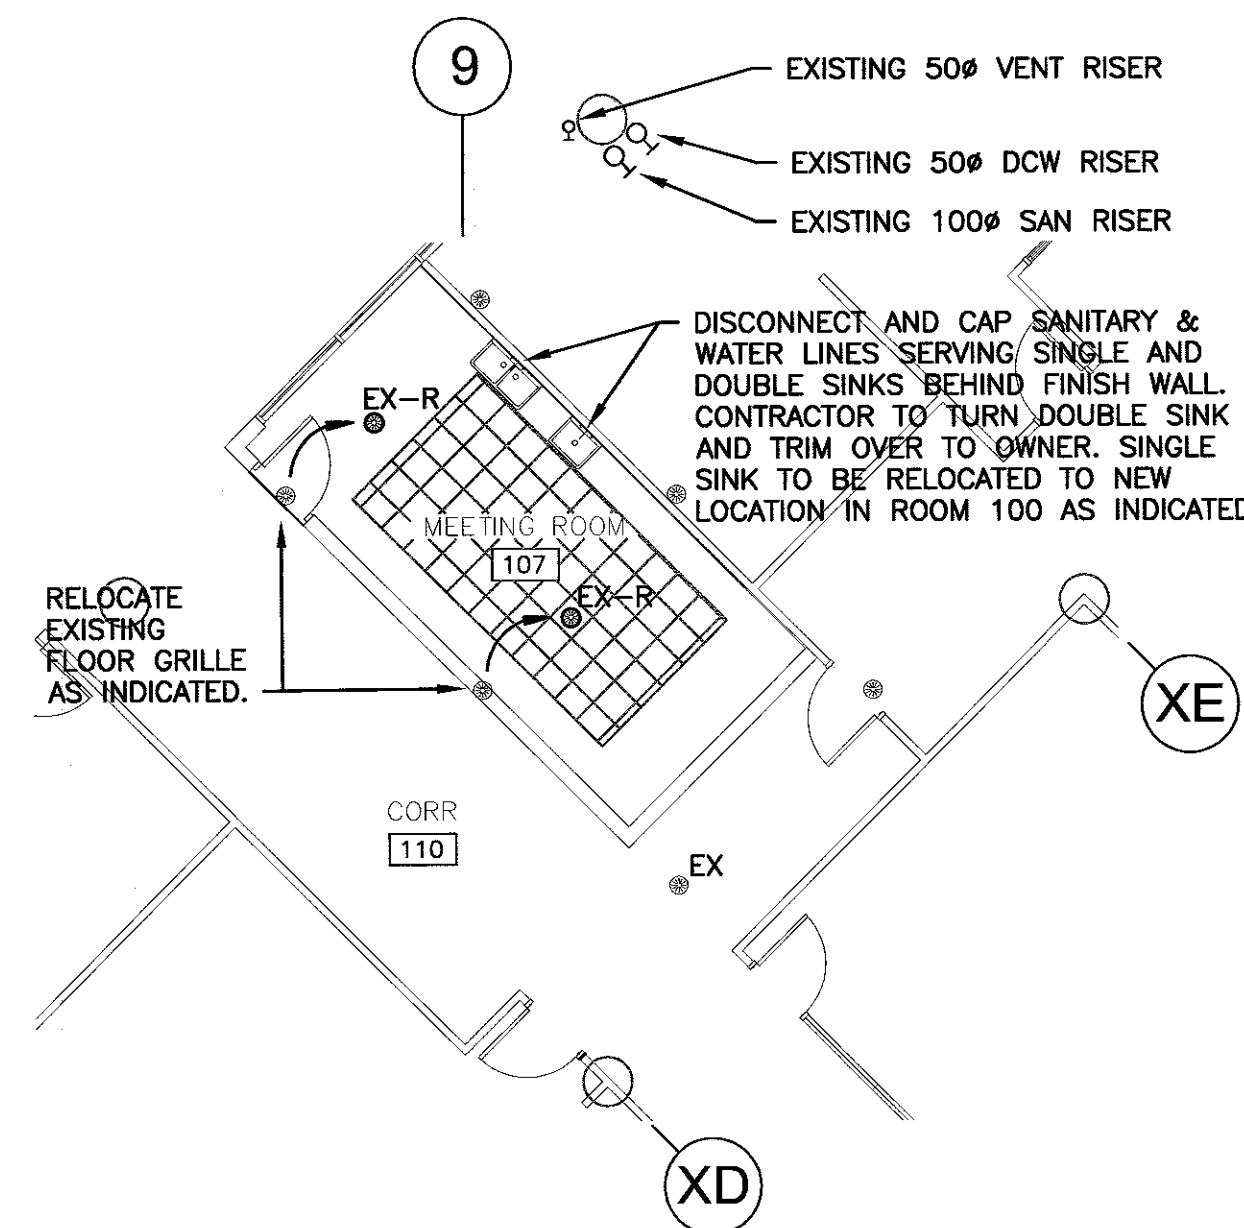 9
EXISTING 50ø VENT RISER
EXISTING 50ø DCW RISER
EXISTING 100ø SAN RISER
DISCONNECT AND CAP SANITARY &
WATER LINES SERVING SINGLE AND
DOUBLE SINKS BEHIND FINISH WALL.
CONTRACTOR TO TURN DOUBLE SINK
AND TRIM OVER TO OWNER. SINGLE
SINK TO BE RELOCATED TO NEW
LOCATION IN ROOM 100 AS INDICATED
EX-R
MEETING ROOM
107
EX-R
RELOCATE
EXISTING
FLOOR GRILLE
AS INDICATED.
XE
CORR
110
EX
XD